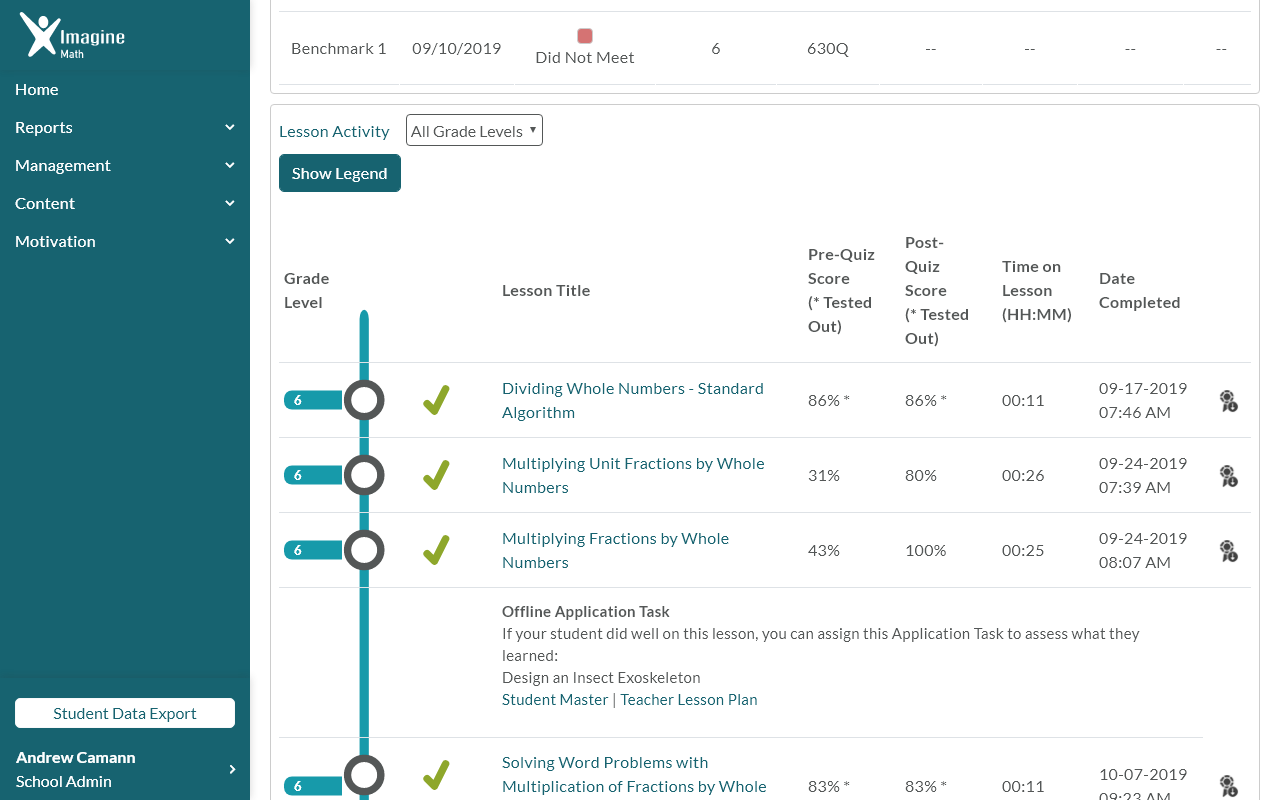 Imagine
Math
Home
Reports
Management
Content
Motivation
Student Data Export
Andrew Camann
School Admin
Benchmark 1 09/10/2019 Did Not Meet 6 630Q -- -- -- --
Lesson Activity All Grade Levels
Show Legend
Grade Level Lesson Title Pre-Quiz Score (* Tested Out) Post-Quiz Score (* Tested Out) Time on Lesson (HH:MM) Date Completed
6 Dividing Whole Numbers - Standard Algorithm 86% * 86% * 00:11 09-17-2019 07:46 AM
6 Multiplying Unit Fractions by Whole Numbers 31% 80% 00:26 09-24-2019 07:39 AM
6 Multiplying Fractions by Whole Numbers 43% 100% 00:25 09-24-2019 08:07 AM
Offline Application Task
If your student did well on this lesson, you can assign this Application Task to assess what they
learned:
Design an Insect Exoskeleton
Student Master | Teacher Lesson Plan
6 Solving Word Problems with Multiplication of Fractions by Whole 83% * 83% * 00:11 10-07-2019 09:23 AM